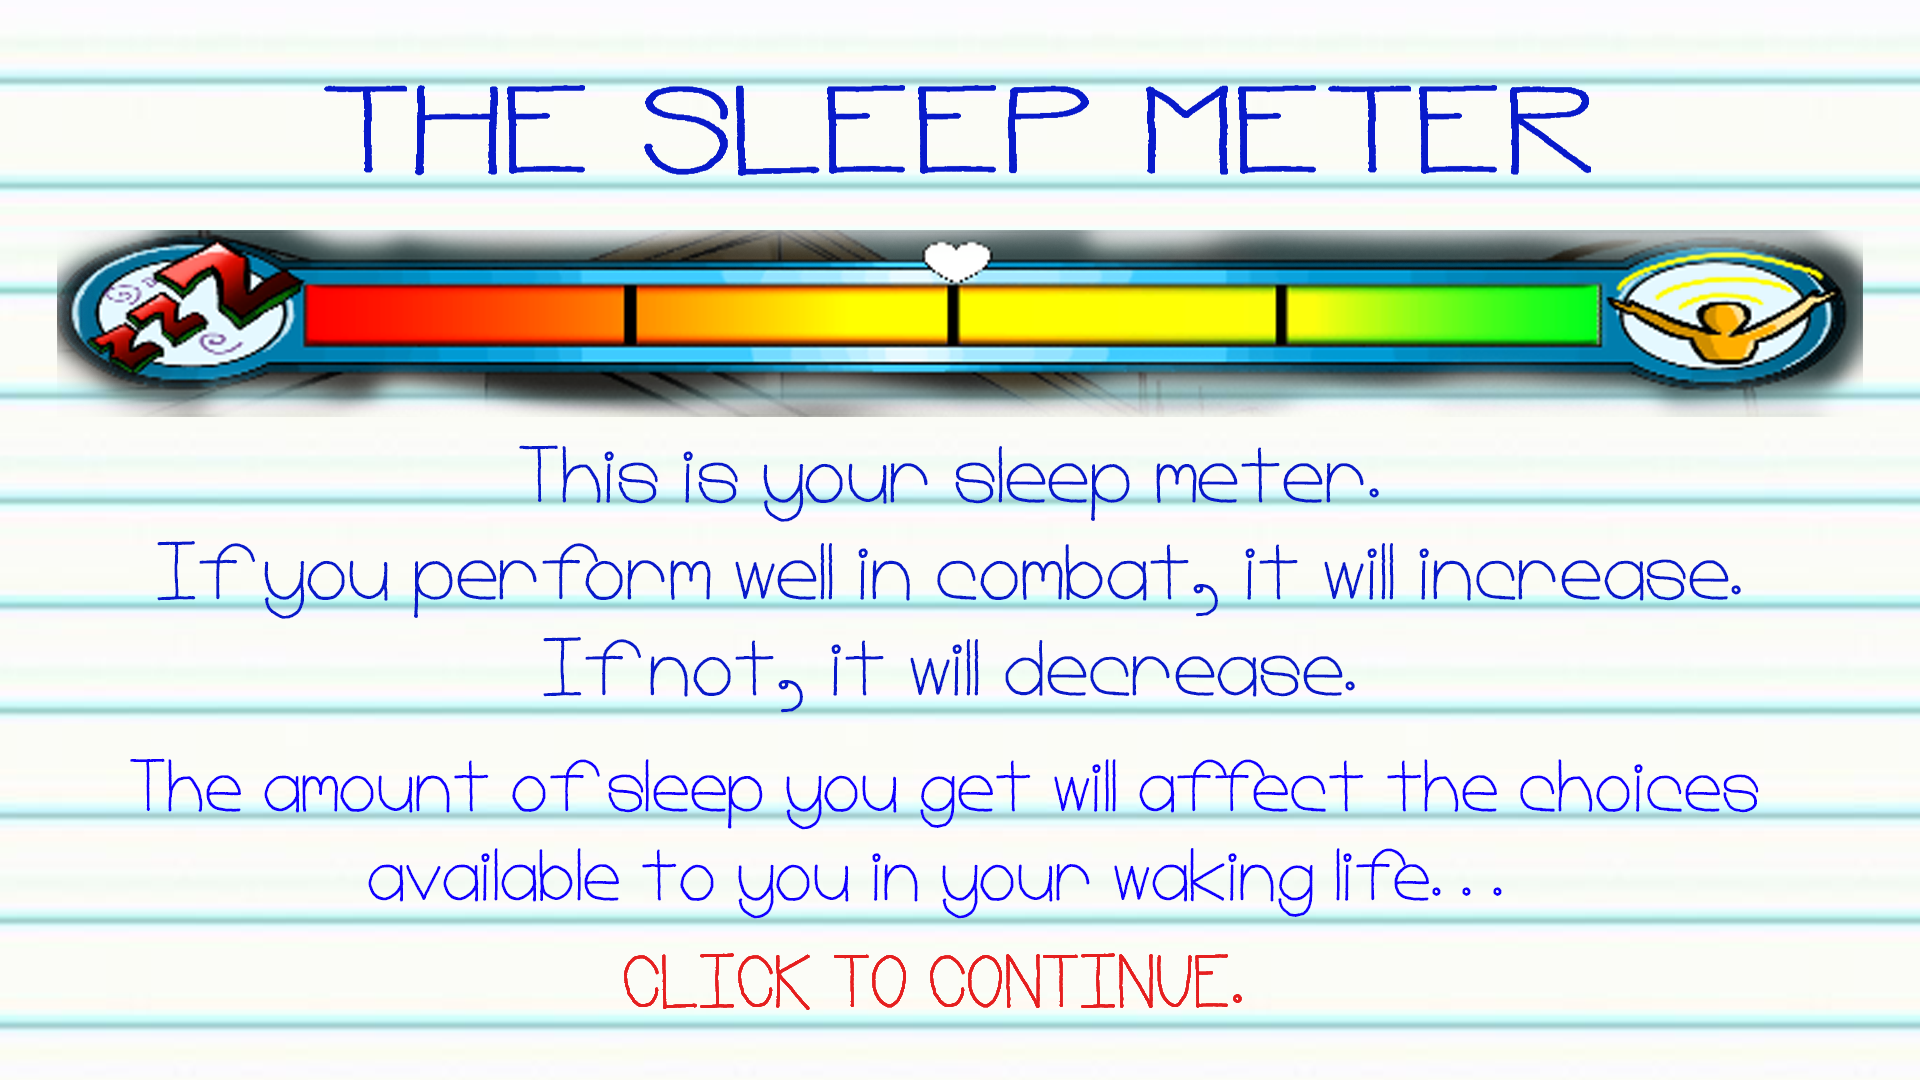 THE SLEEP METER
zzz
This is your sleep meter.
If you perform well in combat, it will increase.
If not, it will decrease.
The amount of sleep you get will affect the choices
available to you in your waking life...
CLICK TO CONTINUE.